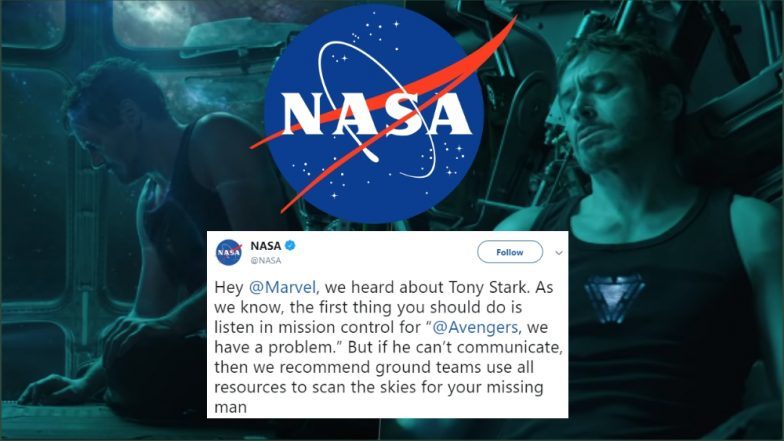 NASA
NASA
@NASA
Follow
Hey @Marvel, we heard about Tony Stark. As
we know, the first thing you should do is
listen in mission control for “@Avengers, we
have a problem.” But if he can’t communicate,
then we recommend ground teams use all
resources to scan the skies for your missing
man